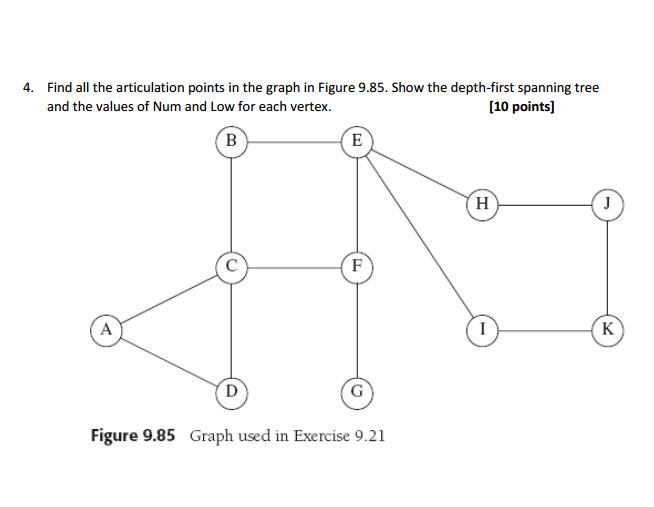 4. Find all the articulation points in the graph in Figure 9.85. Show the depth-first spanning tree
and the values of Num and Low for each vertex. [10 points]
B E
H J
C F
A I K
D G
Figure 9.85 Graph used in Exercise 9.21